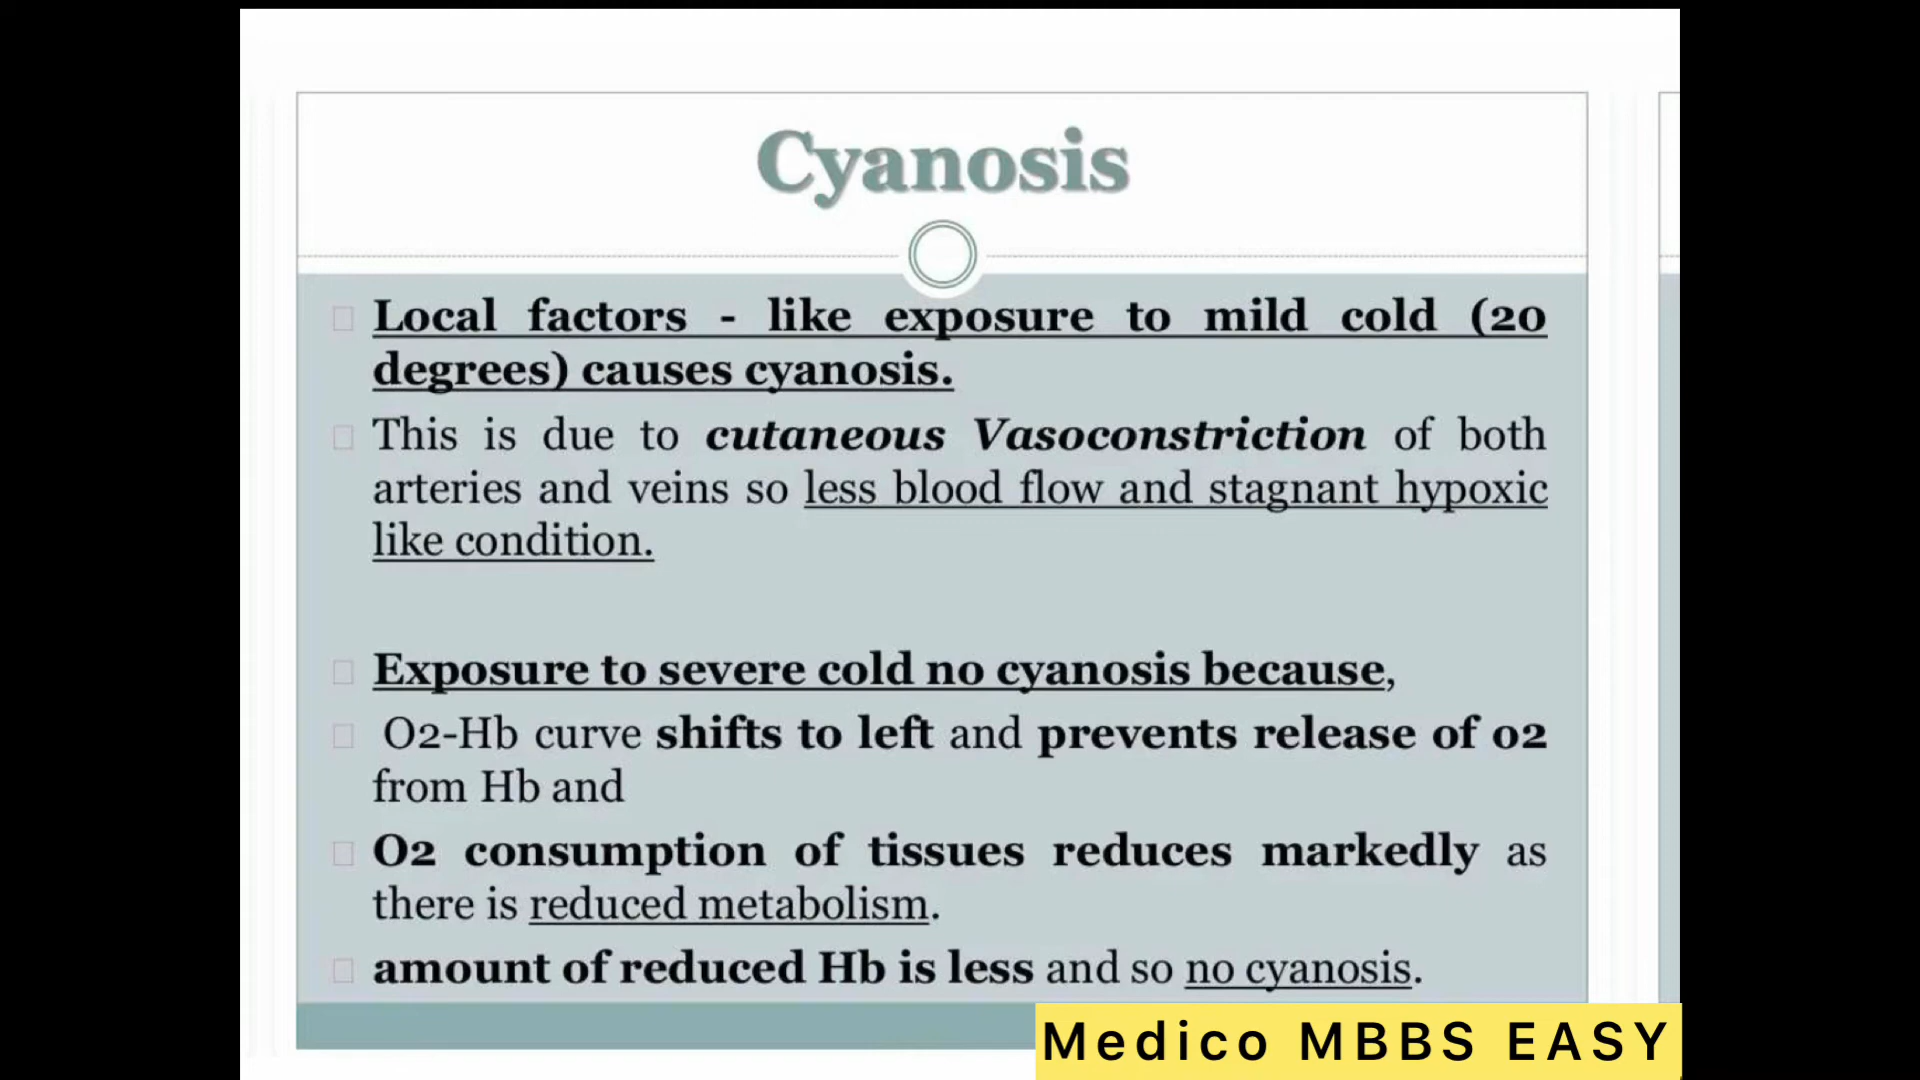 Cyanosis
Local factors - like exposure to mild cold (20
degrees) causes cyanosis.
This is due to cutaneous Vasoconstriction of both
arteries and veins so less blood flow and stagnant hypoxic
like condition.
Exposure to severe cold no cyanosis because,
O2-Hb curve shifts to left and prevents release of o2
from Hb and
O2 consumption of tissues reduces markedly as
there is reduced metabolism.
amount of reduced Hb is less and so no cyanosis.
Medico MBBS EASY